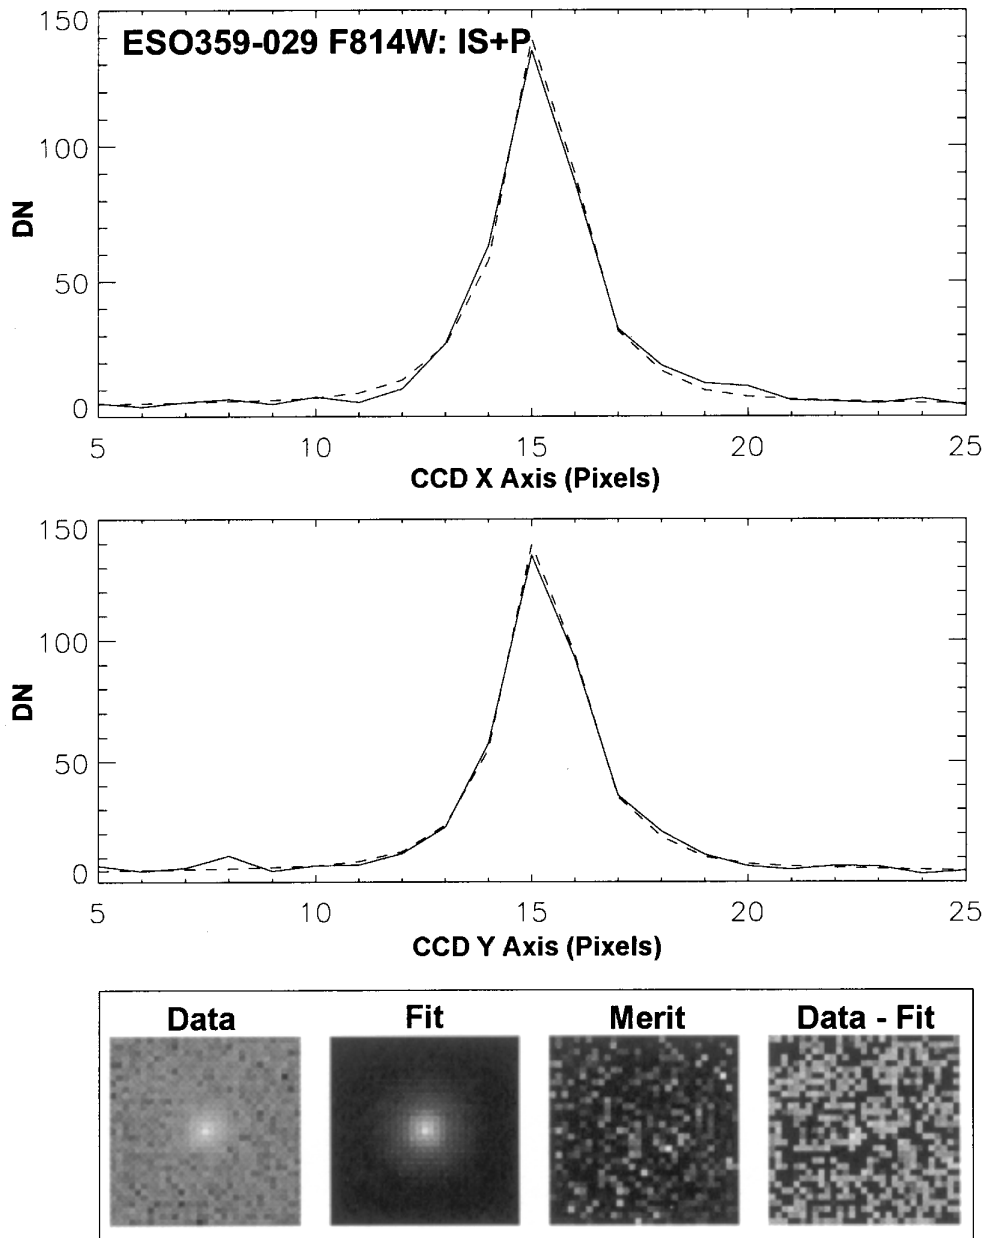 150
ESO359-029 F814W: IS+P
100
DN
50
0
5 10 15 20 25
CCD X Axis (Pixels)
150
100
DN
50
0
5 10 15 20 25
CCD Y Axis (Pixels)
Data Fit Merit Data - Fit